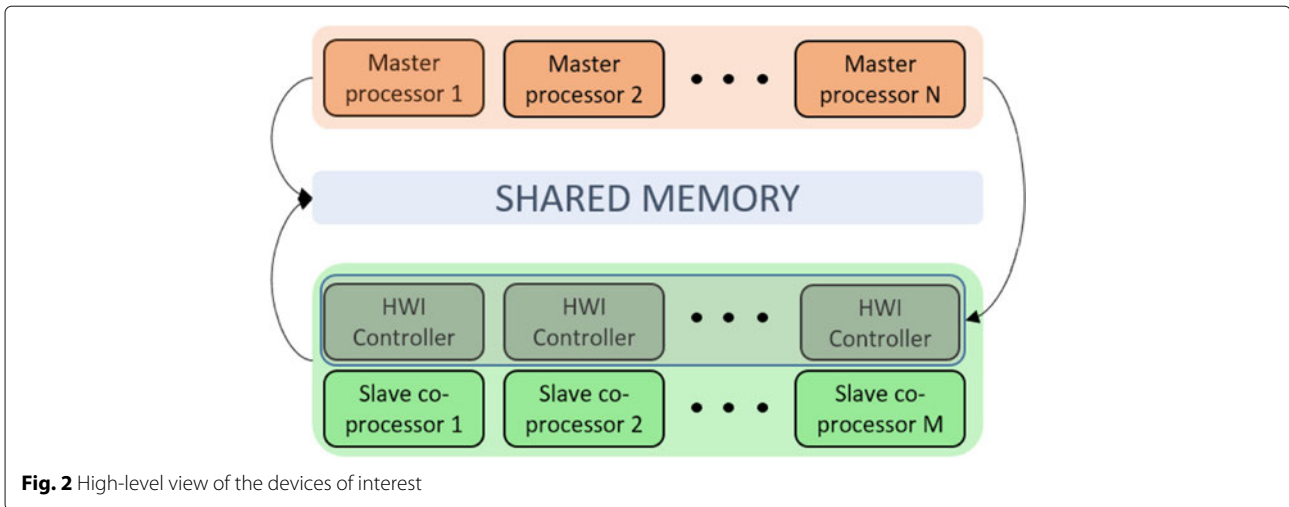 Master
processor 1
Master
processor 2
• • •
Master
processor N
SHARED MEMORY
HWI
Controller
HWI
Controller
• • •
HWI
Controller
Slave co-
processor 1
Slave co-
processor 2
• • •
Slave co-
processor M
Fig. 2 High-level view of the devices of interest